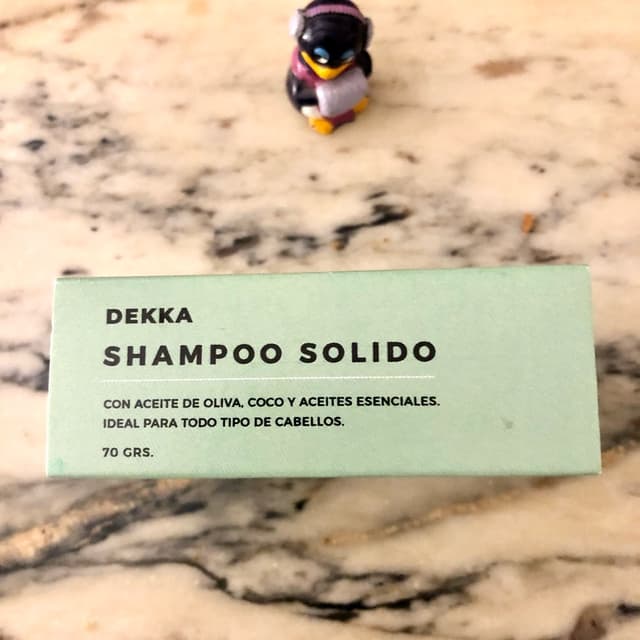 DEKKA
SHAMPOO SOLIDO
CON ACEITE DE OLIVA, COCO Y ACEITES ESENCIALES.
IDEAL PARA TODO TIPO DE CABELLOS.
70 GRS.